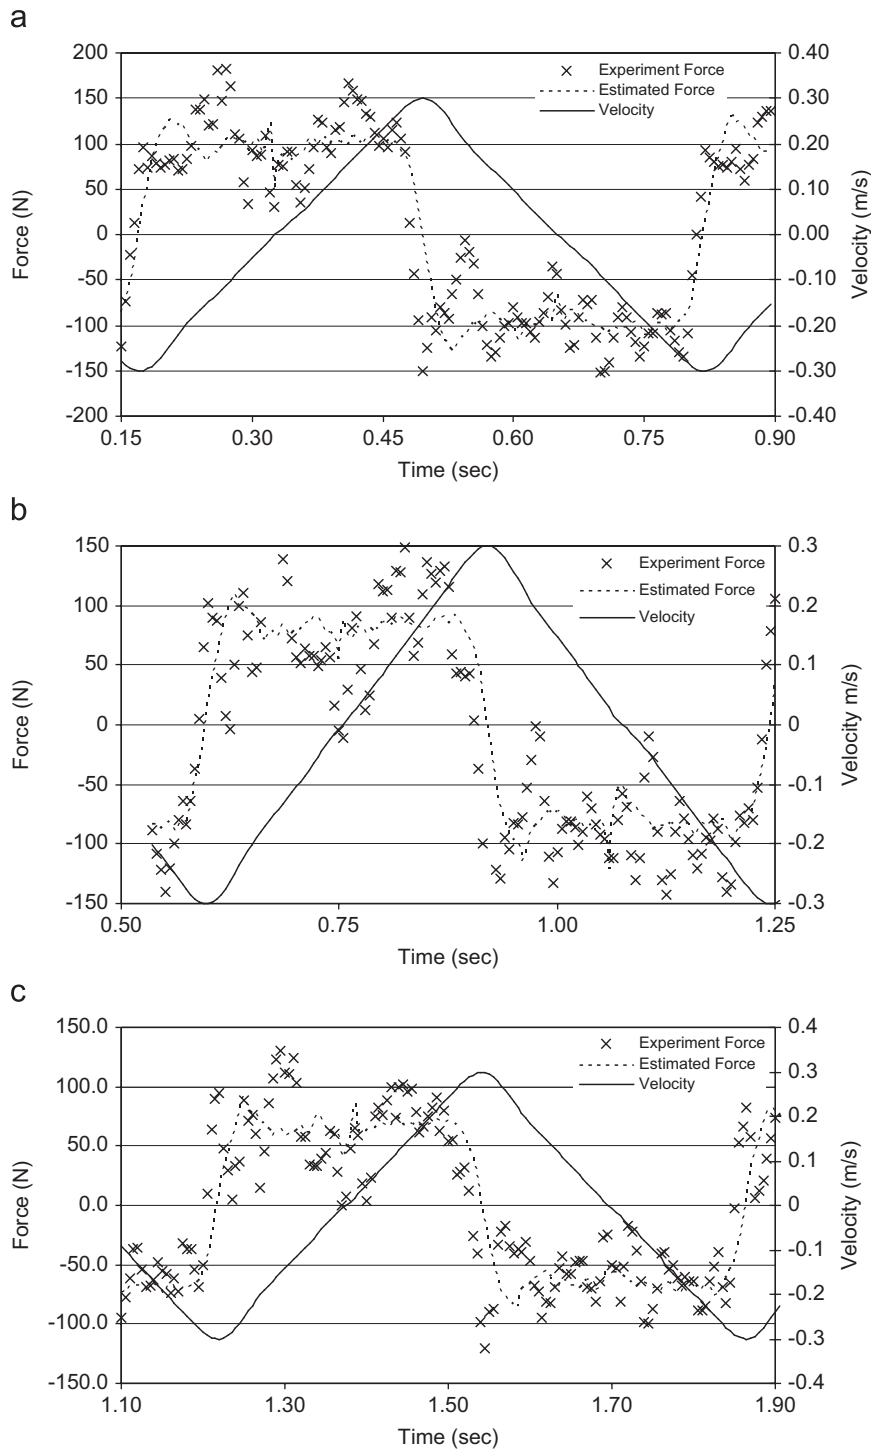 a
200 0.40
Experiment Force
150 Estimated Force 0.30
Velocity
100 0.20
50 0.10
0 0.00
-50 -0.10
-100 -0.20
-150 -0.30
-200 -0.40
Force (N)
Velocity (m/s)
0.15 0.30 0.45 0.60 0.75 0.90
Time (sec)
b
150 0.3
Experiment Force
100 Estimated Force 0.2
Velocity
50 0.1
0 0
-50 -0.1
-100 -0.2
-150 -0.3
Force (N)
Velocity m/s)
0.50 0.75 1.00 1.25
Time (sec)
c
150.0 0.4
Experiment Force
Estimated Force
100.0 Velocity 0.3
0.2
50.0 0.1
0.0 0
-50.0 -0.1
-0.2
-100.0 -0.3
-150.0 -0.4
Force (N)
Velocity (m/s)
1.10 1.30 1.50 1.70 1.90
Time (sec)